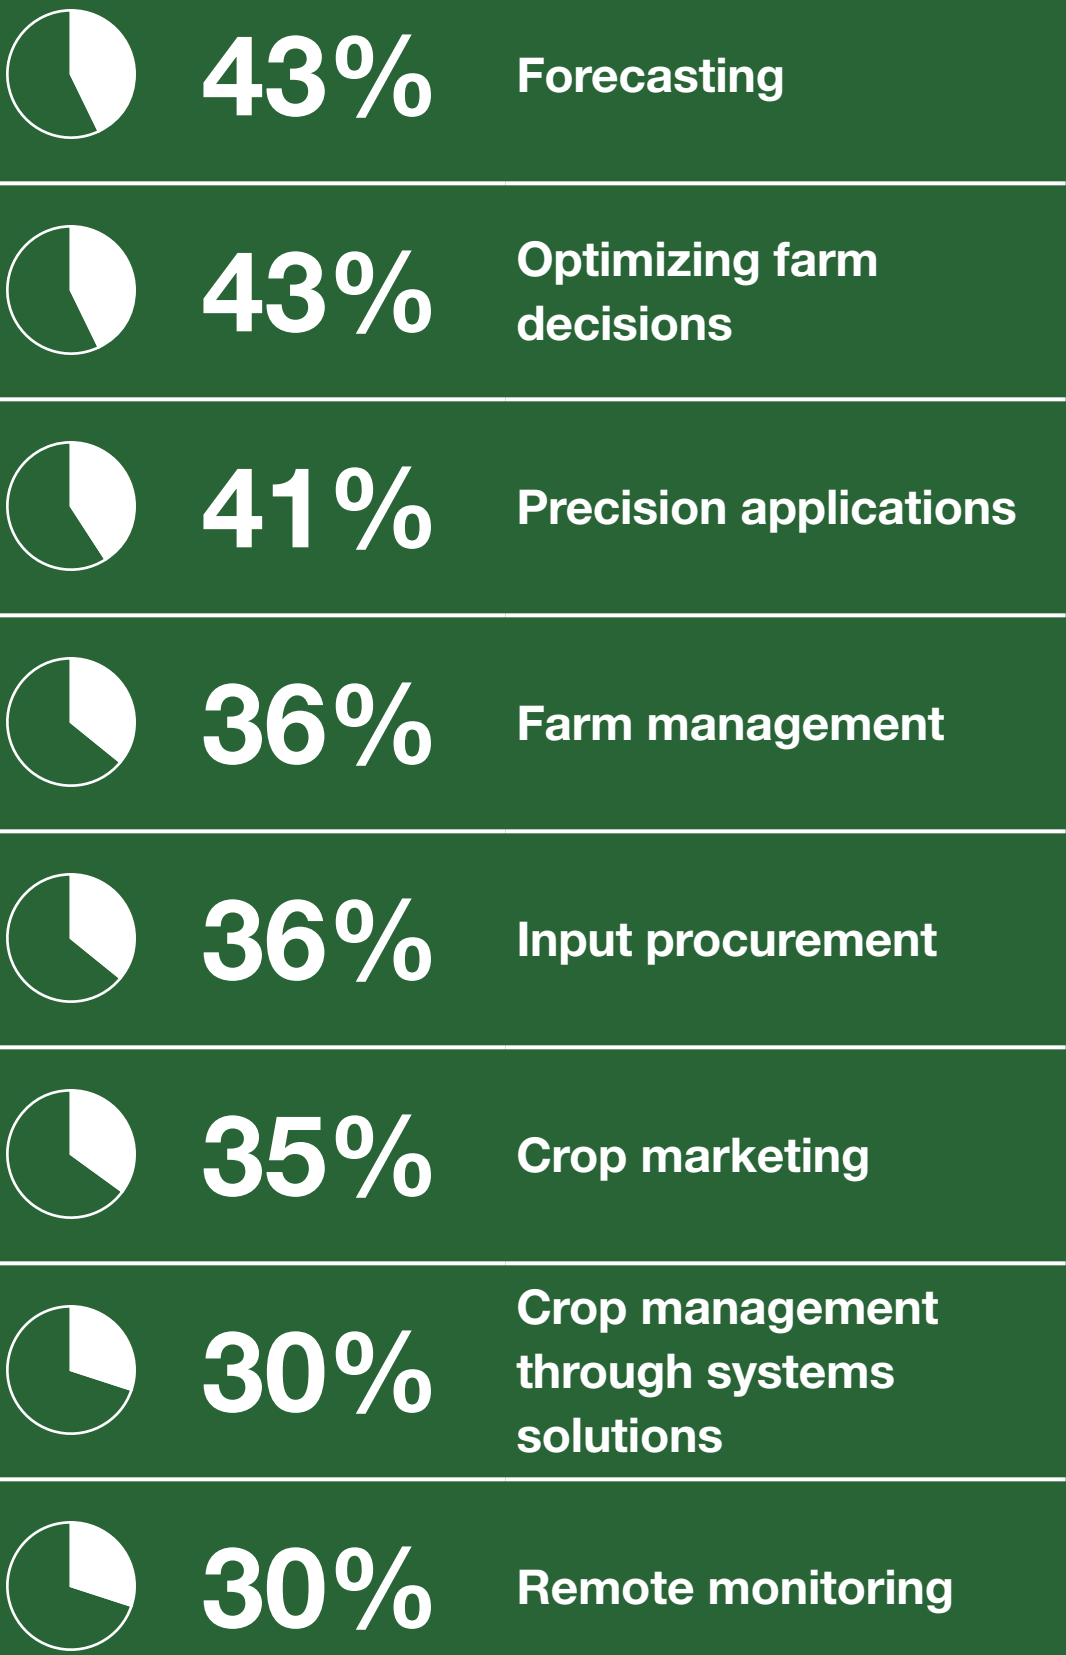 43% Forecasting
43% Optimizing farm
decisions
41% Precision applications
36% Farm management
36% Input procurement
35% Crop marketing
30% Crop management
through systems
solutions
30% Remote monitoring